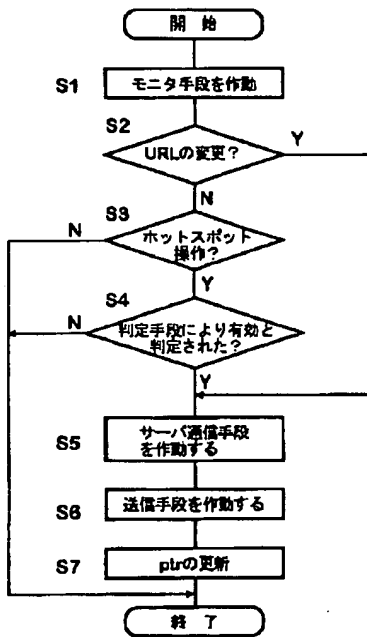 開 始
S1
モニタ手段を作動
S2
URLの変更?
Y
N
S3
N
ホットスポット
操作?
Y
S4
N
判定手段により有効と
判定された?
Y
S5
サーバ通信手段
を作動する
S6
送信手段を作動する
S7
ptrの更新
終 了